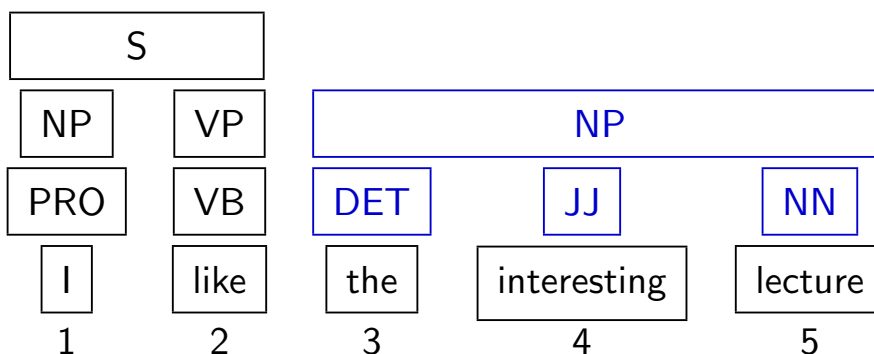 S
NP VP NP
PRO VB DET JJ NN
I like the interesting lecture
1 2 3 4 5